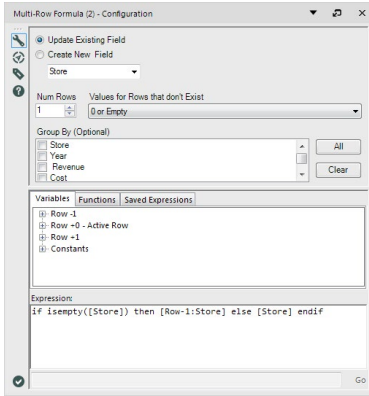 Multi-Row Formula (2) - Configuration
Update Existing Field
Create New Field
Store
Num Rows Values for Rows that don't Exist
1 0 or Empty
Group By (Optional)
Store
Year
Revenue
Cost
All
Clear
Variables Functions Saved Expressions
Row -1
Row +0 - Active Row
Row +1
Constants
Expression:
if isempty([Store]) then [Row-1:Store] else [Store] endif
Go